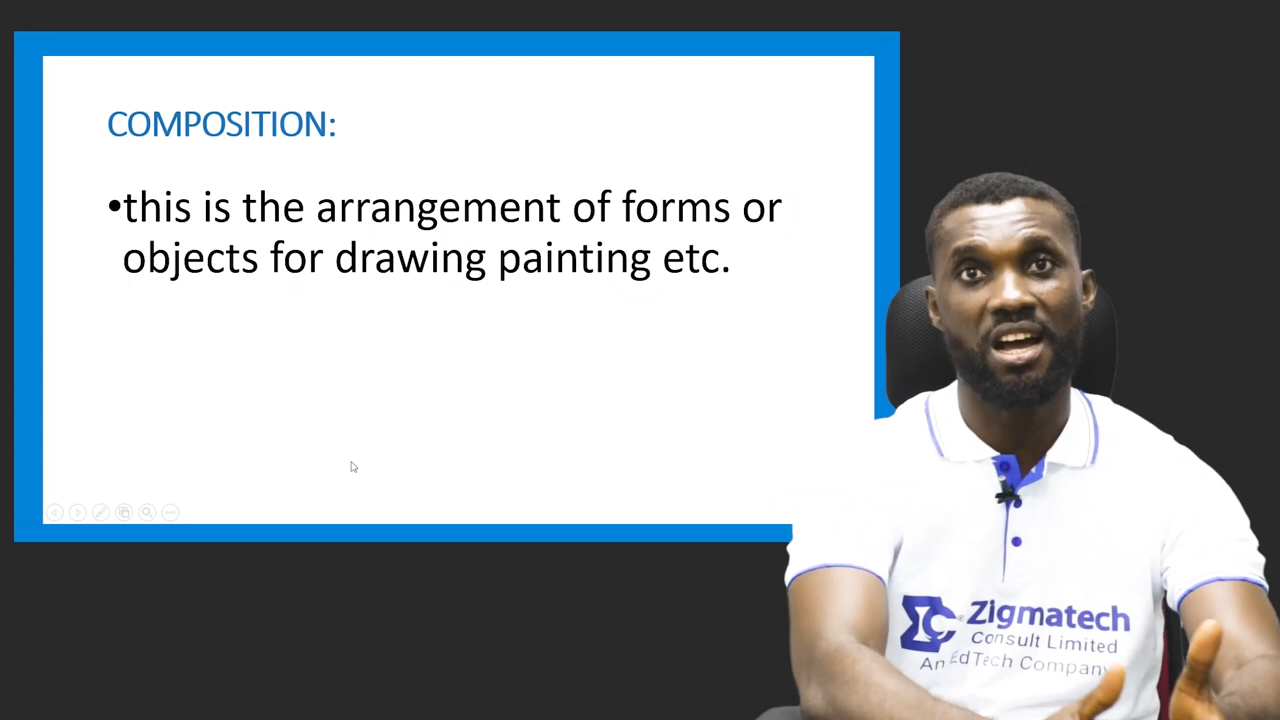 COMPOSITION:
•this is the arrangement of forms or
objects for drawing painting etc.
Zigmatech
Consult Limited
An EdTech Company